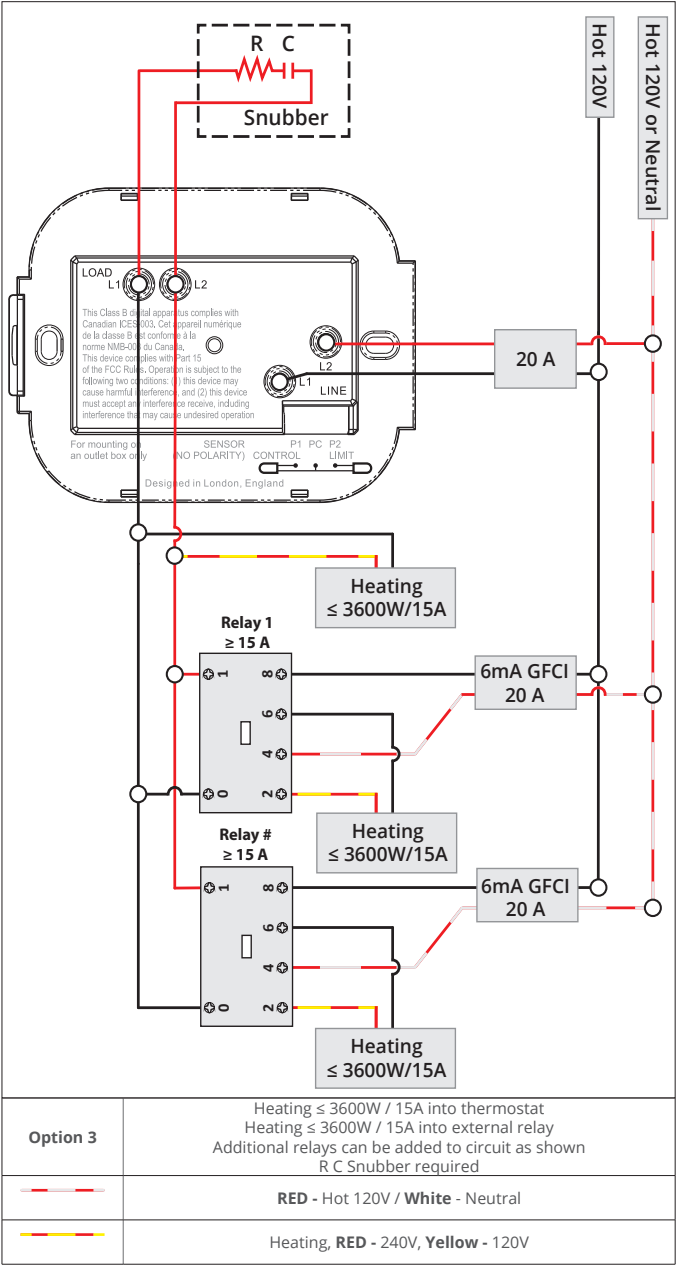 R C
Snubber
Hot 120V
Hot 120V or Neutral
LOAD
L1
L2
This Class B digital apparatus complies with
Canadian ICES-003, Cet appareil numérique
de la classe B est conforme à la
norme NMB-003 du Canada,
This device complies with Part 15
of the FCC Rules. Operation is subject to the
following two conditions: (1) this device may
cause harmful interference, and (2) this device
must accept any interference receive, including
interference that may cause undesired operation
L2
L1
LINE
20 A
For mounting on
an outlet box only
SENSOR
(NO POLARITY)
P1 PC P2
CONTROL LIMIT
Designed in London, England
Heating
≤ 3600W/15A
Relay 1
≥ 15 A
1
0
8
6
4
2
6mA GFCI
20 A
Heating
≤ 3600W/15A
Relay #
≥ 15 A
1
0
8
6
4
2
6mA GFCI
20 A
Heating
≤ 3600W/15A
Option 3
Heating ≤ 3600W / 15A into thermostat
Heating ≤ 3600W / 15A into external relay
Additional relays can be added to circuit as shown
R C Snubber required
RED - Hot 120V / White - Neutral
Heating, RED - 240V, Yellow - 120V